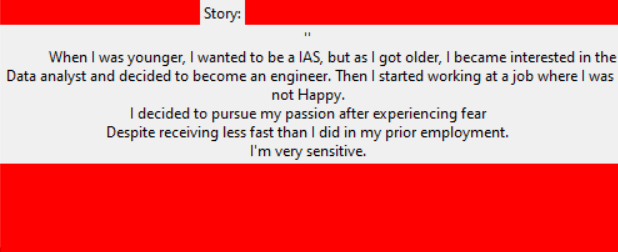 Story:
"
When I was younger, I wanted to be a IAS, but as I got older, I became interested in the
Data analyst and decided to become an engineer. Then I started working at a job where I was
not Happy.
I decided to pursue my passion after experiencing fear
Despite receiving less fast than I did in my prior employment.
I'm very sensitive.